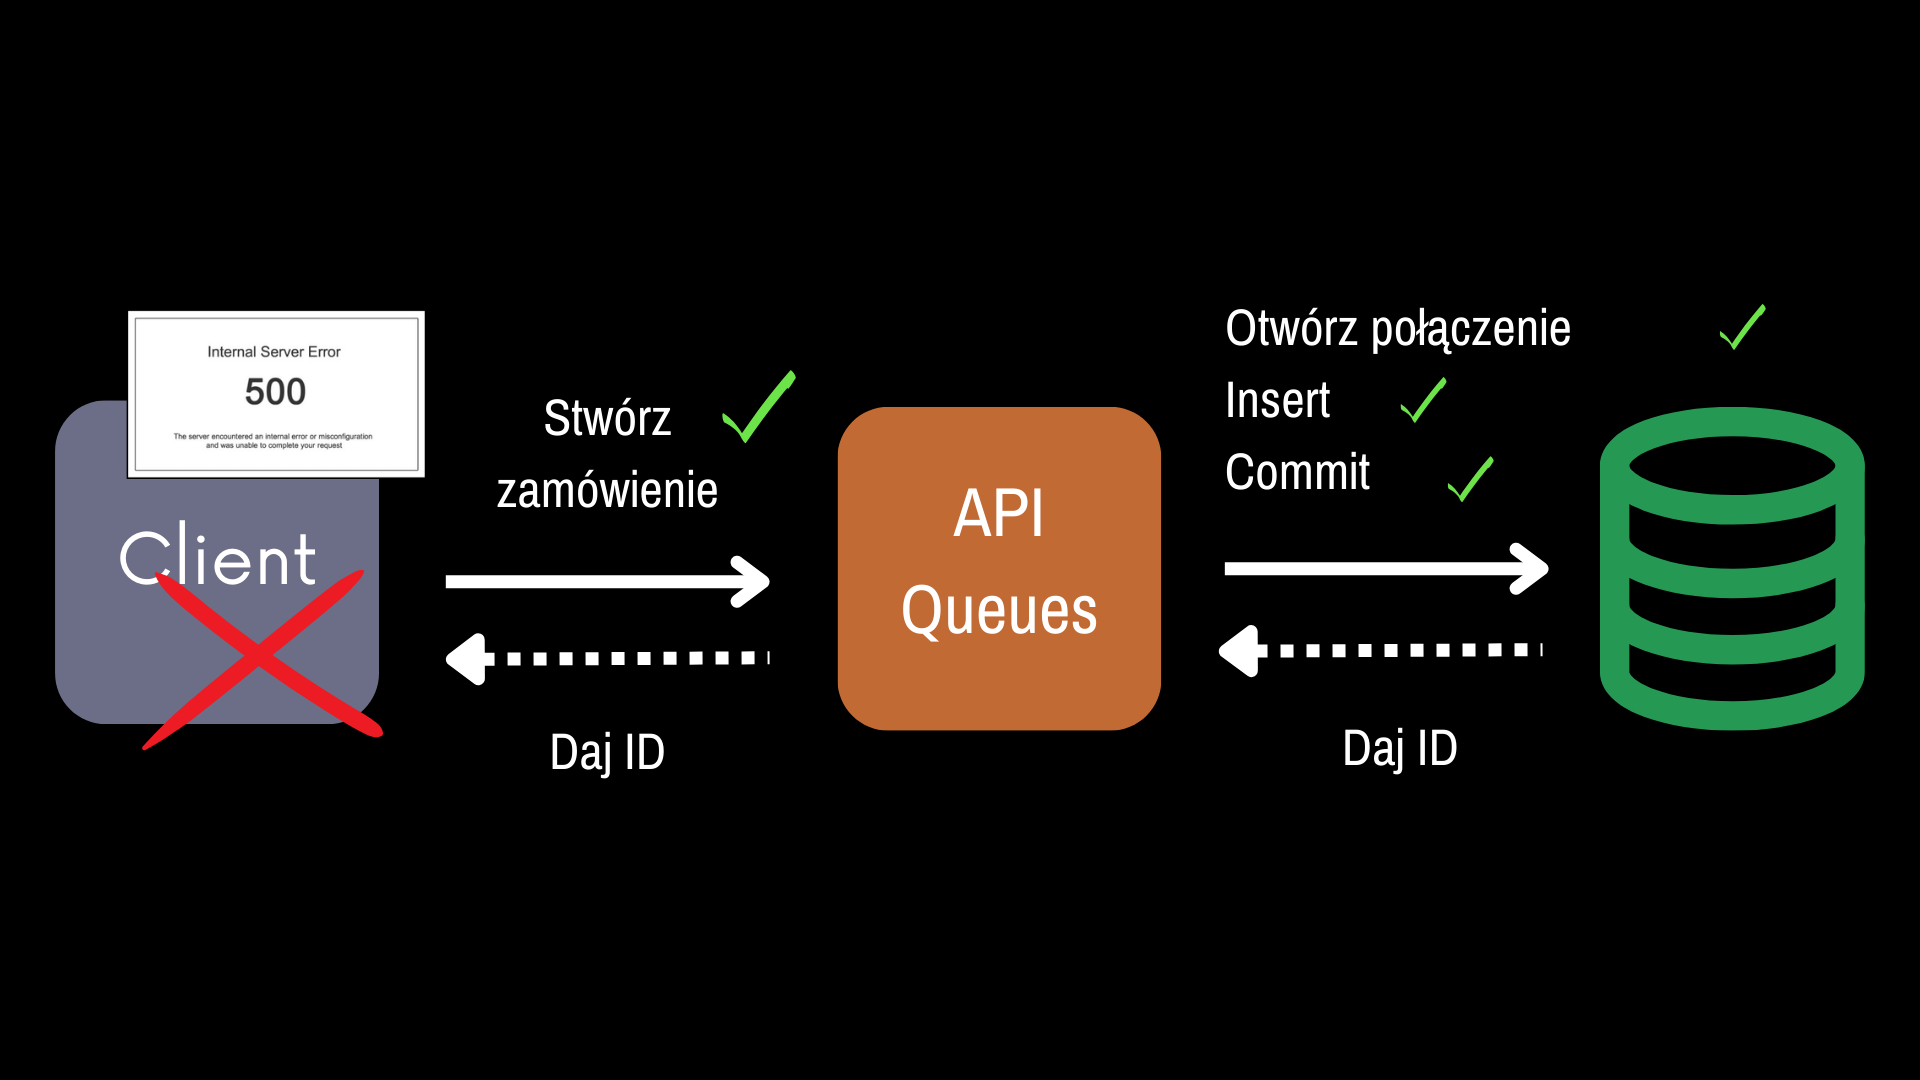 Internal Server Error
500
The server encountered an internal error or misconfiguration
and was unable to complete your request
Client
Stwórz
zamówienie
Daj ID
API
Queues
Otwórz połączenie
Insert
Commit
Daj ID